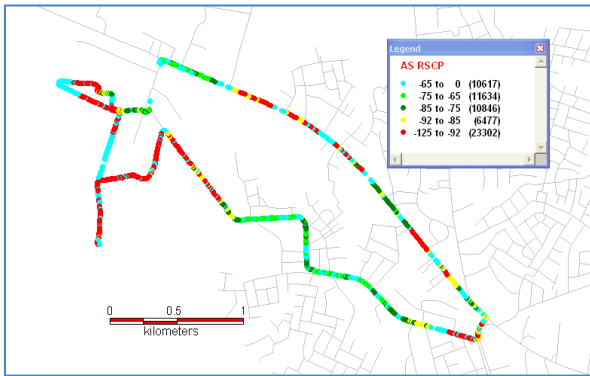 Legend
AS RSCP
-65 to 0 (10617)
-75 to -65 (11634)
-85 to -75 (10846)
-92 to -85 (6477)
-125 to -92 (23302)
0 0.5 1
kilometers